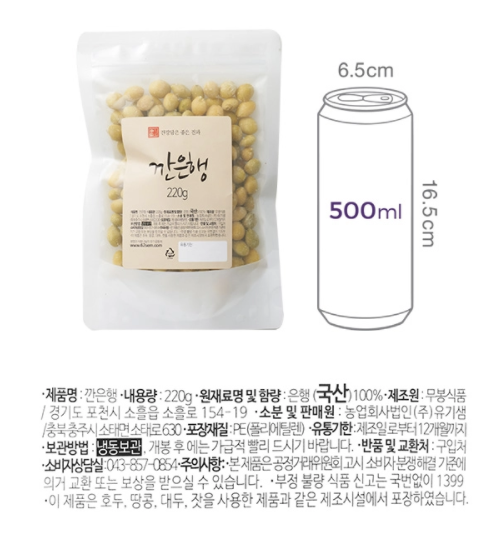 6.5cm
건강담은 좋은 선택
깐은행
220g
500ml
16.5cm
·제품명 : 깐은행 ·내용량 : 220g ·원재료명 및 함량 : 은행 (국산)100% ·제조원 : 무봉식품
/ 경기도 포천시 소흘읍 소흘로 154-19 ·소분 및 판매원 : 농업회사법인(주)유기샘
/충북 충주시 소태면 소태로 630 ·포장재질 : PE(폴리에틸렌) ·유통기한 : 제조일로부터 12개월까지
·보관방법 : 냉동보관, 개봉 후 에는 가급적 빨리 드시기 바랍니다. ·반품 및 교환처 : 구입처
·소비자상담실:043-857-0854 ·주의사항: ·본 제품은 공정거래위원회 고시 소비자 분쟁해결 기준에
의거 교환 또는 보상을 받으실 수 있습니다. ·부정 불량 식품 신고는 국번없이 1399
·이 제품은 호두, 땅콩, 대두, 잣을 사용한 제품과 같은 제조시설에서 포장하였습니다.